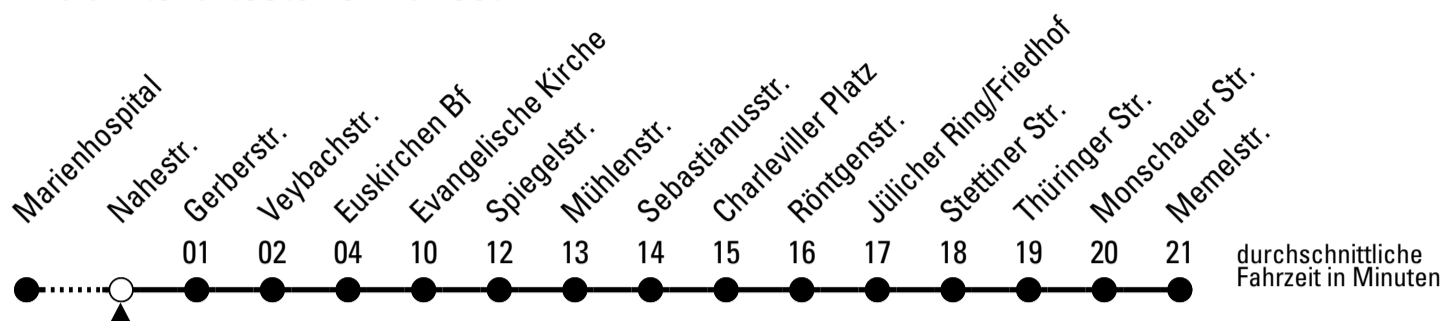 Marienhospital
Nahestr.
Gerberstr.
Veybachstr.
Euskirchen Bf
Evangelische Kirche
Spiegelstr.
Mühlenstr.
Sebastianusstr.
Charleviller Platz
Röntgenstr.
Jülicher Ring/Friedhof
Stettiner Str.
Thüringer Str.
Monschauer Str.
Memelstr.
01 02 04 10 12 13 14 15 16 17 18 19 20 21
durchschnittliche
Fahrzeit in Minuten